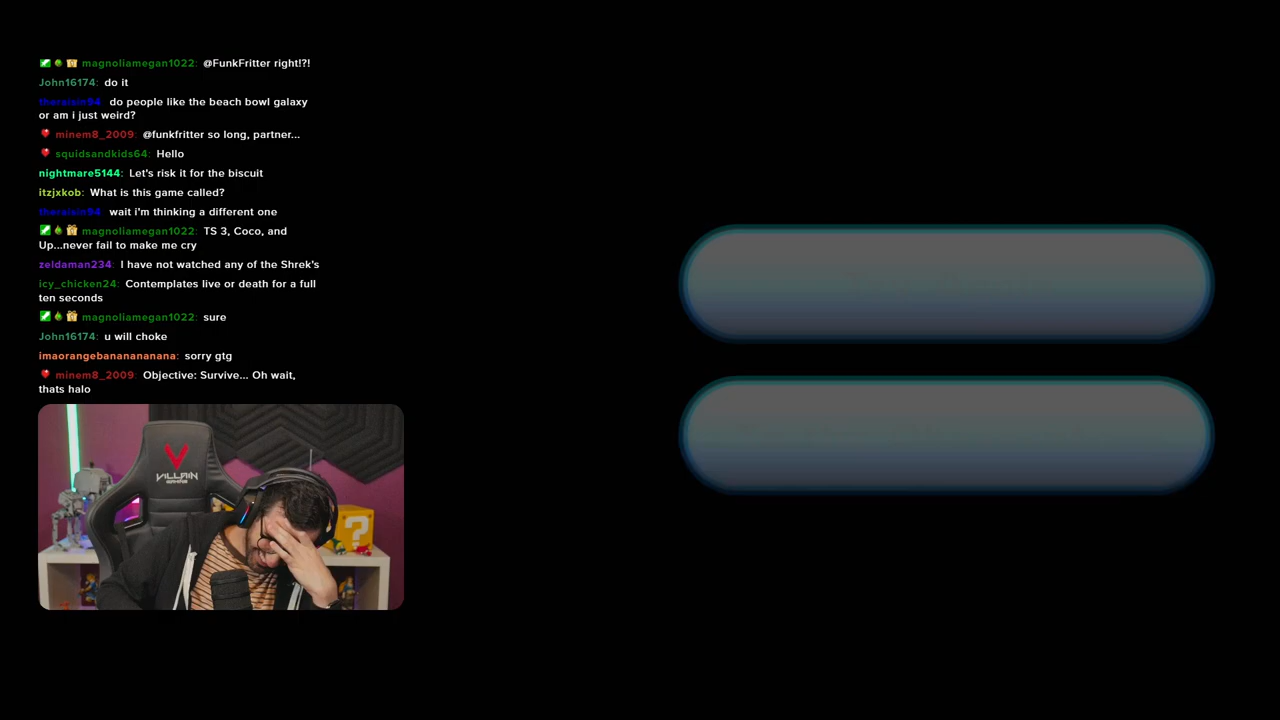 magnoliamegan1022: @FunkFritter right!?!
John16174: do it
theraisin94: do people like the beach bowl galaxy
or am i just weird?
minem8_2009: @funkfritter so long, partner...
squidsandkids64: Hello
nightmare5144: Let's risk it for the biscuit
itzjxkob: What is this game called?
theraisin94: wait i'm thinking a different one
magnoliamegan1022: TS 3, Coco, and
Up...never fail to make me cry
zeldaman234: I have not watched any of the Shrek's
icy_chicken24: Contemplates live or death for a full
ten seconds
magnoliamegan1022: sure
John16174: u will choke
imaorangebananananana: sorry gtg
minem8_2009: Objective: Survive... Oh wait,
thats halo
VILLAIN
GAMING